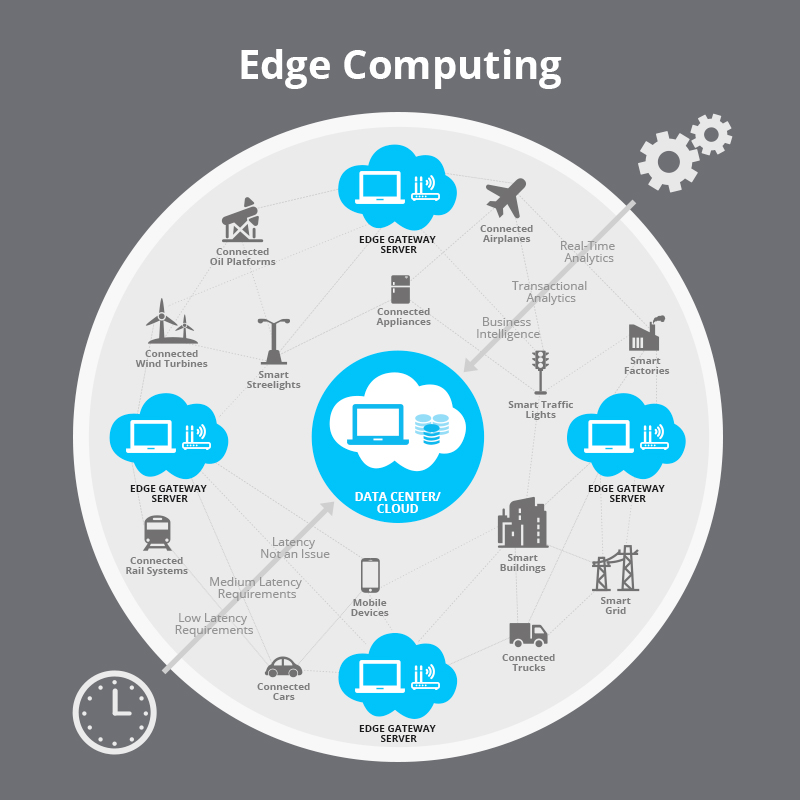 Edge Computing
EDGE GATEWAY
SERVER
Connected
Airplanes
Connected
Oil Platforms
Real-Time
Analytics
Transactional
Analytics
Connected
Appliances
Business
Intelligence
Connected
Wind Turbines
Smart
Streelights
Smart
Factories
Smart Traffic
Lights
EDGE GATEWAY
SERVER
DATA CENTER/
CLOUD
EDGE GATEWAY
SERVER
Connected
Rail Systems
Latency
Not an Issue
Smart
Buildings
Medium Latency
Requirements
Mobile
Devices
Smart
Grid
Low Latency
Requirements
Connected
Trucks
Connected
Cars
EDGE GATEWAY
SERVER